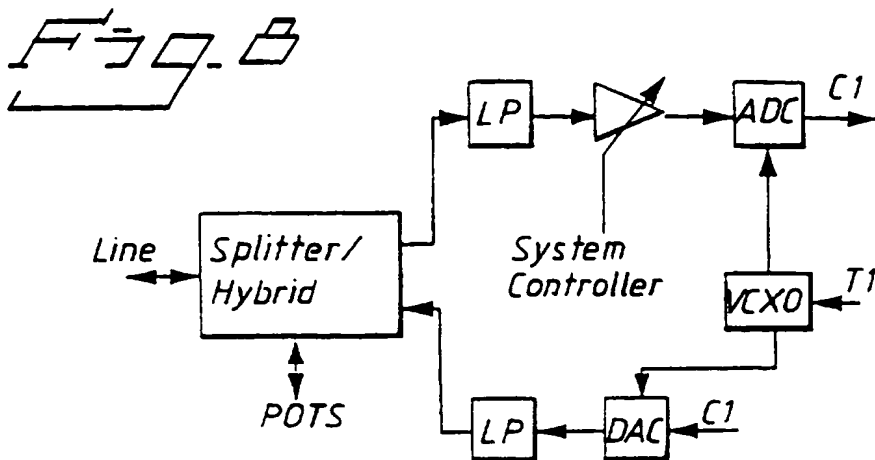 Fig. 8
LP
ADC
C1
Line
Splitter/
Hybrid
System
Controller
VCXO
T1
POTS
LP
DAC
C1